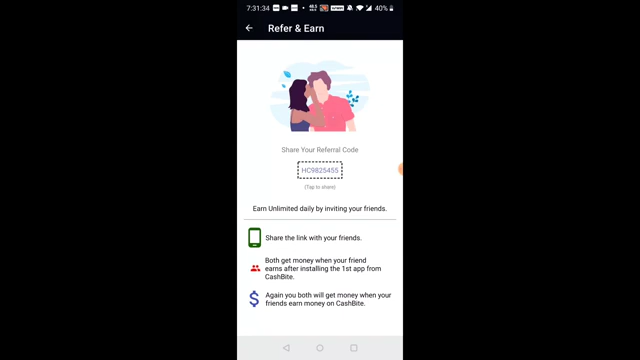 7:31:34
40%
Refer & Earn
Share Your Referral Code
HC9825455
(Tap to share)
Earn Unlimited daily by inviting your friends.
Share the link with your friends.
Both get money when your friend
earns after installing the 1st app from
CashBite.
Again you both will get money when your
friends earn money on CashBite.